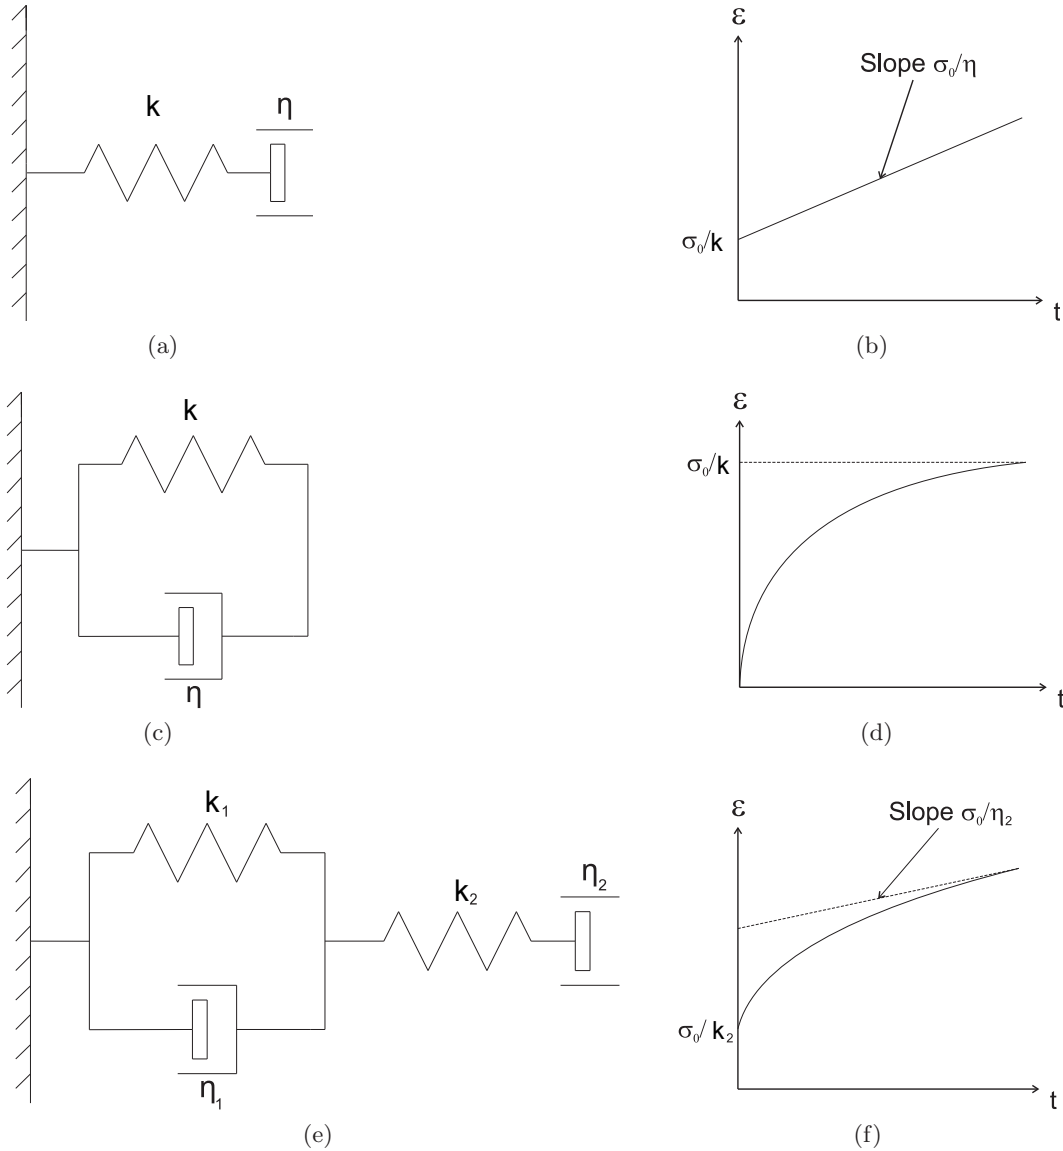 k
η
(a)
ε
Slope σ₀/η
σ₀/k
t
(b)
k
η
(c)
ε
σ₀/k
t
(d)
k₁
η₁
k₂
η₂
(e)
ε
Slope σ₀/η₂
σ₀/k₂
t
(f)